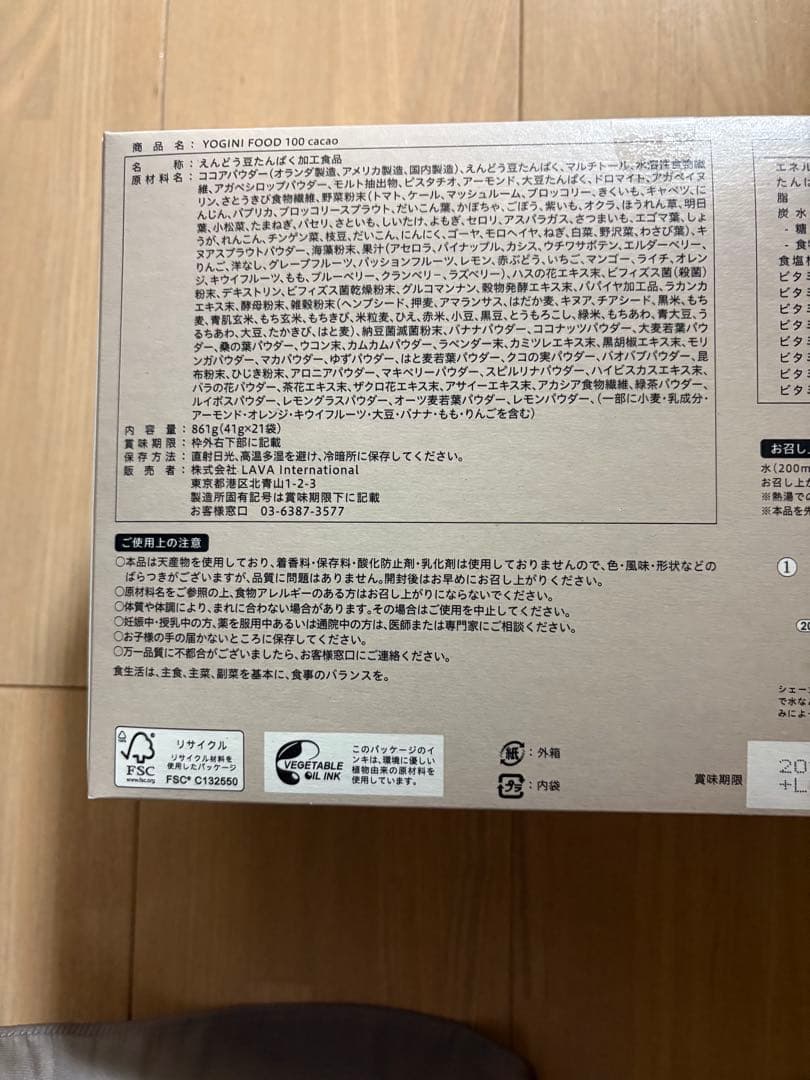 商品名：YOGINI FOOD 100 cacao
名称：えんどう豆たんぱく加工食品
原材料名：ココアパウダー(オランダ製造、アメリカ製造、国内製造)、えんどう豆たんぱく、マルチトール、水溶性食物繊
維、アガベシロップパウダー、モルト抽出物、ピスタチオ、アーモンド、大豆たんぱく、ドロマイト、アガベイヌ
リン、さとうきび食物繊維、野菜粉末(トマト、ケール、マッシュルーム、ブロッコリー、きくいも、キャベツ、に
んじん、パプリカ、ブロッコリースプラウト、だいこん葉、かぼちゃ、ごぼう、紫いも、オクラ、ほうれん草、明日
葉、小松菜、たまねぎ、パセリ、さといも、しいたけ、よもぎ、セロリ、アスパラガス、さつまいも、エゴマ葉、しょ
うが、れんこん、チンゲン菜、枝豆、だいこん、にんにく、ゴーヤ、モロヘイヤ、ねぎ、白菜、野沢菜、わさび葉)、キ
ヌアスプラウトパウダー、海藻粉末、果汁(アセロラ、パイナップル、カシス、ウチワサボテン、エルダーベリー、
りんご、洋なし、グレープフルーツ、パッションフルーツ、レモン、赤ぶどう、いちご、マンゴー、ライチ、オレン
ジ、キウイフルーツ、もも、ブルーベリー、クランベリー、ラズベリー)、ハスの花エキス末、ビフィズス菌(殺菌)
粉末、デキストリン、ビフィズス菌乾燥粉末、グルコマンナン、穀物発酵エキス末、パパイヤ加工品、ラカンカ
エキス末、酵母粉末、雑穀粉末(ヘンプシード、押麦、アマランサス、はだか麦、キヌア、チアシード、黒米、もち
麦、青肌玄米、もち玄米、もちきび、米粒麦、ひえ、赤米、小豆、黒豆、とうもろこし、緑米、もちあわ、青大豆、う
るちあわ、大豆、たかきび、はと麦)、納豆菌滅菌粉末、バナナパウダー、ココナッツパウダー、大麦若葉パウ
ダー、桑の葉パウダー、ウコン末、カムカムパウダー、ラベンダー末、カミツレエキス末、黒胡椒エキス末、モリ
ンガパウダー、マカパウダー、ゆずパウダー、はと麦若葉パウダー、クコの実パウダー、バオバブパウダー、昆
布粉末、ひじき粉末、アロニアパウダー、マキベリーパウダー、スピルリナパウダー、ハイビスカスエキス末、
バラの花パウダー、茶花エキス末、ザクロ花エキス末、アサイーエキス末、アカシア食物繊維、緑茶パウダー、
ルイボスパウダー、レモングラスパウダー、オーツ麦若葉パウダー、レモンパウダー、(一部に小麦・乳成分・
アーモンド・オレンジ・キウイフルーツ・大豆・バナナ・もも・りんごを含む)
内容量：861g(41g×21袋)
賞味期限：枠外右下部に記載
保存方法：直射日光、高温多湿を避け、冷暗所に保存してください。
販売者：株式会社 LAVA International
東京都港区北青山1-2-3
製造所固有記号は賞味期限下に記載
お客様窓口 03-6387-3577
ご使用上の注意
○本品は天産物を使用しており、着香料・保存料・酸化防止剤・乳化剤は使用しておりませんので、色・風味・形状などの
ばらつきがございますが、品質に問題はありません。開封後はお早めにお召し上がりください。
○原材料名をご参照の上、食物アレルギーのある方はお召し上がりにならないでください。
○体質や体調により、まれに合わない場合があります。その場合はご使用を中止してください。
○妊娠中・授乳中の方、薬を服用中あるいは通院中の方は、医師または専門家にご相談ください。
○お子様の手の届かないところに保存してください。
○万一品質に不都合がございましたら、お客様窓口にご連絡ください。
食生活は、主食、主菜、副菜を基本に、食事のバランスを。
FSC
www.fsc.org
リサイクル
リサイクル材料を
使用したパッケージ
FSC® C132550
VEGETABLE
OIL INK
このパッケージのイ
ンキは、環境に優しい
植物由来の原材料を
使用しています。
紙：外箱
プラ：内袋
賞味期限
20
+L
エネル
たんぱ
脂
炭水
- 糖
- 食
食塩相
ビタミ
ビタミ
ビタミ
ビタミ
ビタミ
ビタミ
ビタミ
ビタミ
お召し上
水(200m
お召し上が
※熱湯での
※本品を先
①
20
シェー
で水な
みによっ